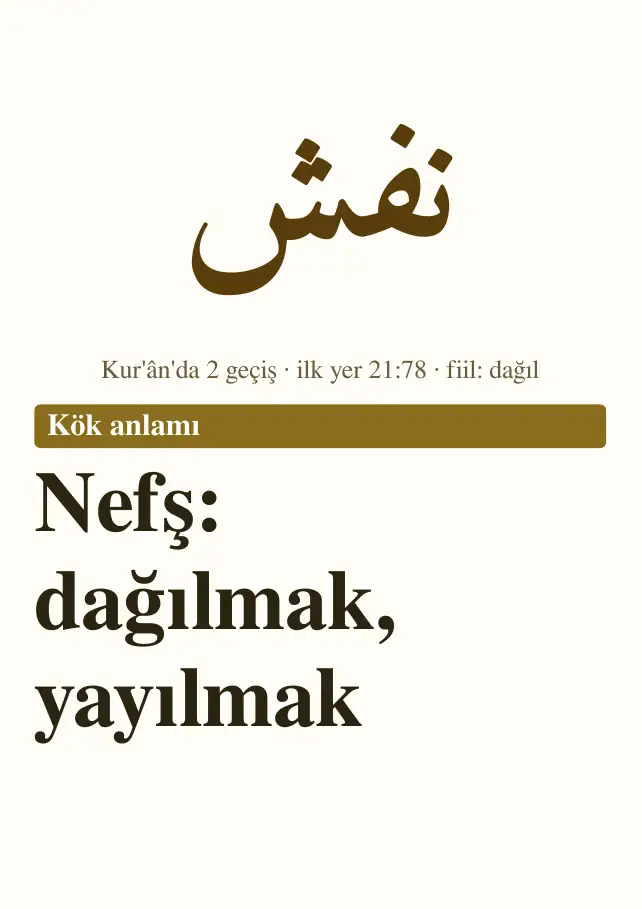 نفش
Kur'ân'da 2 geçiş · ilk yer 21:78 · fiil: dağıl
Kök anlamı
Nefş:
dağılmak,
yayılmak